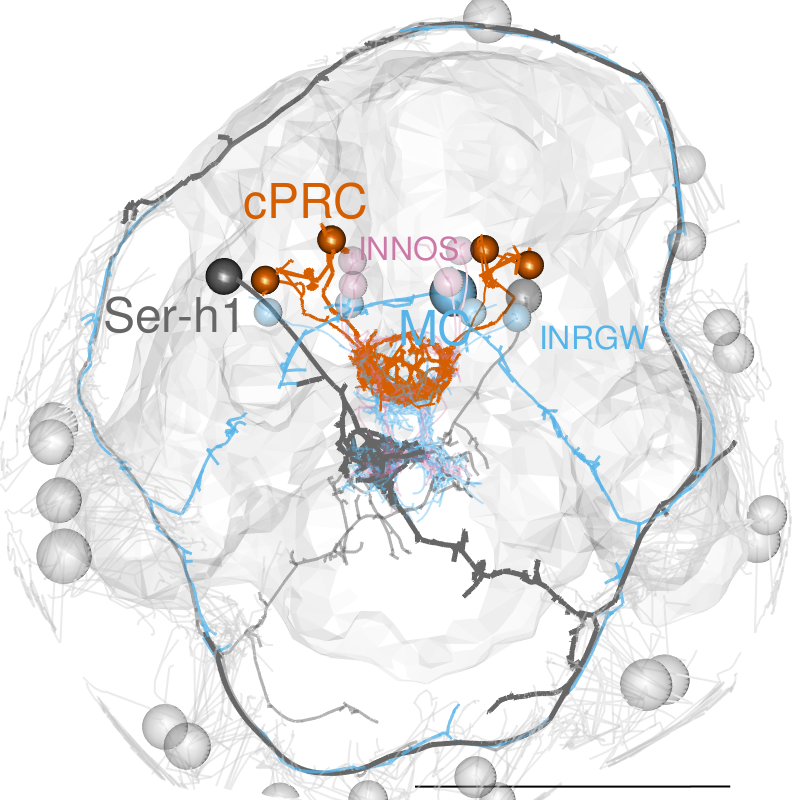 cPRC
INNOS
Ser-h1
MC
INRGW